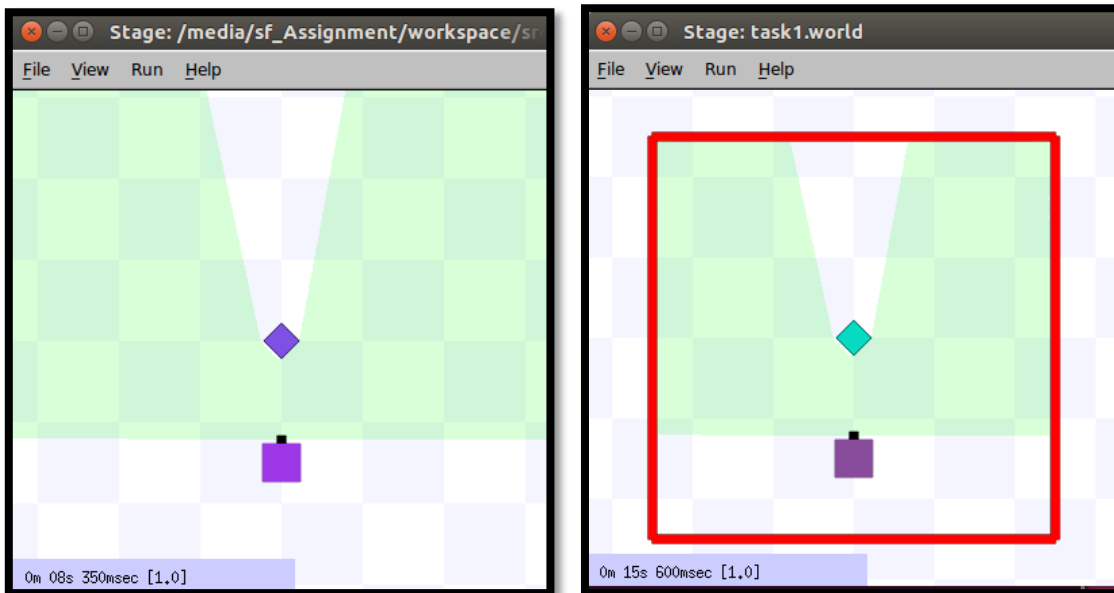 Stage: /media/sf_Assignment/workspace/sr
File View Run Help
0m 08s 350msec [1.0]
Stage: task1.world
File View Run Help
0m 15s 600msec [1.0]